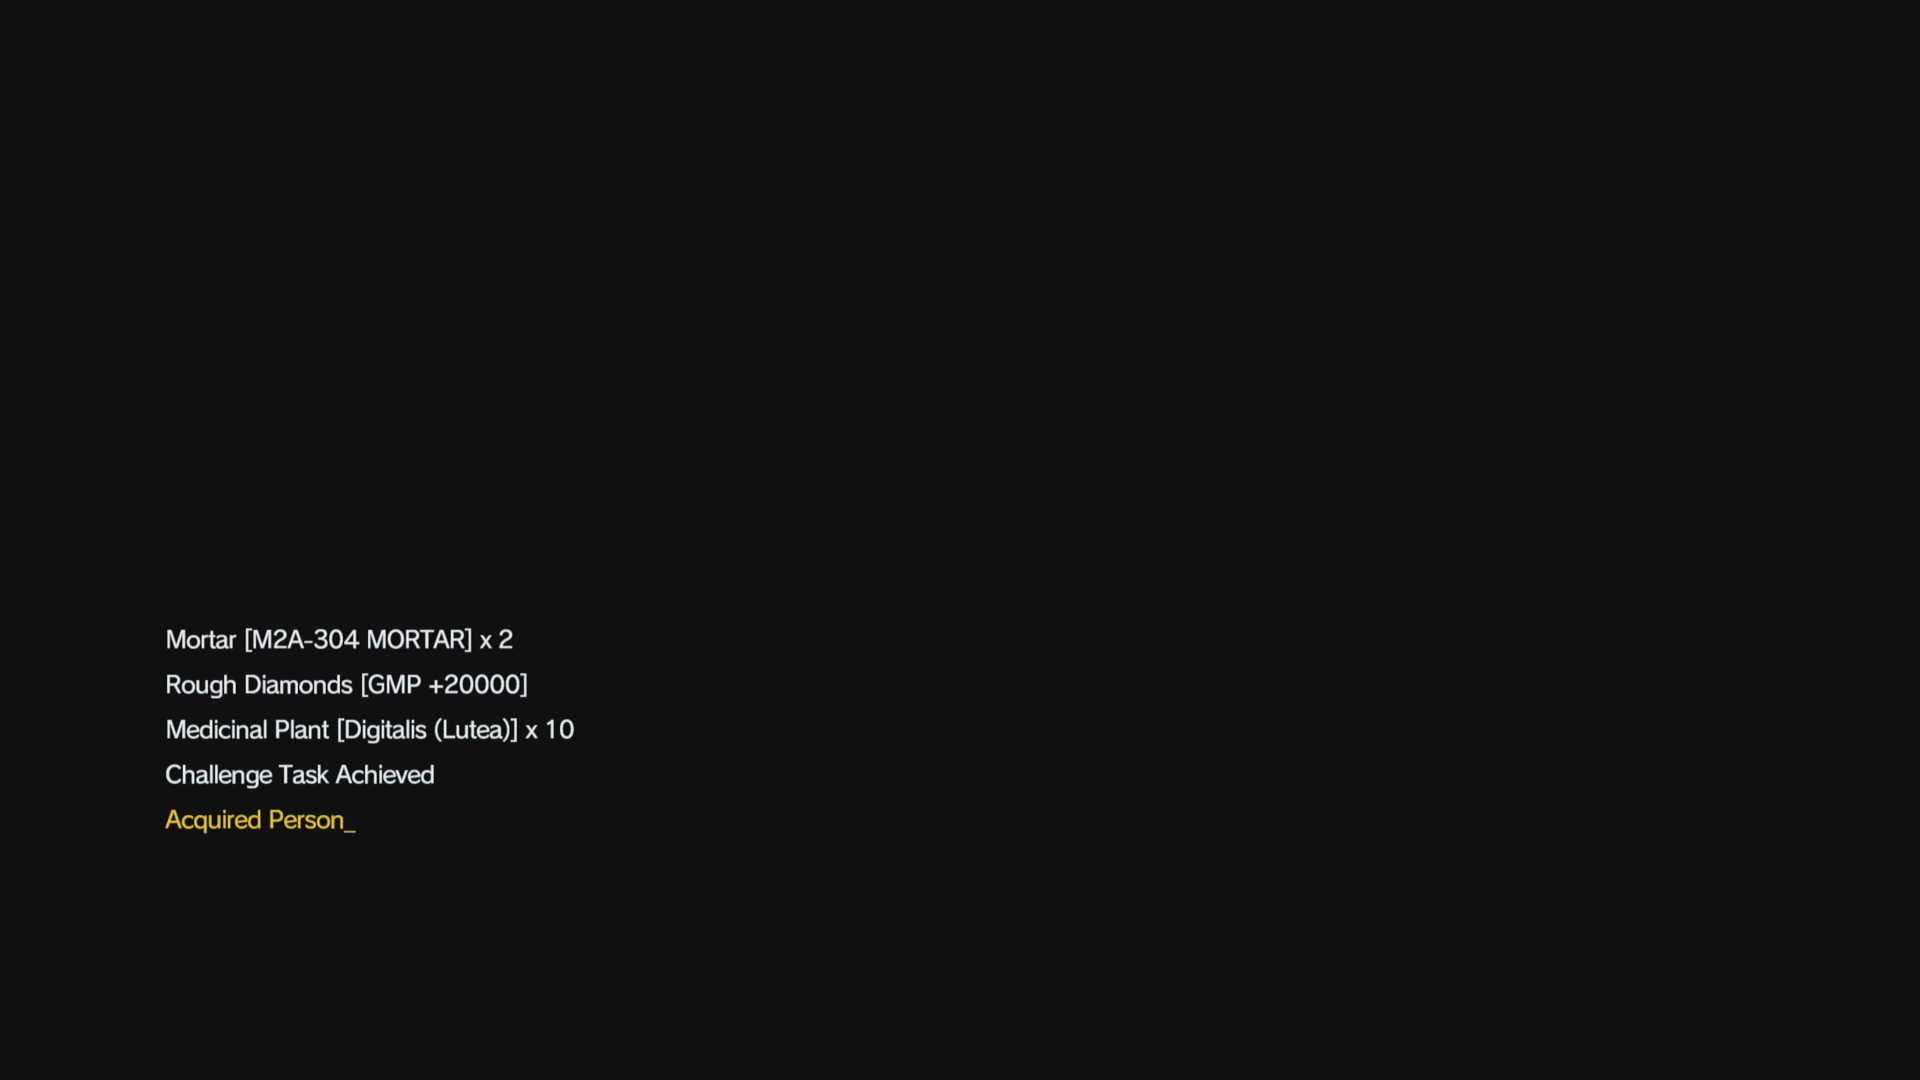 Mortar [M2A-304 MORTAR] x 2
Rough Diamonds [GMP +20000]
Medicinal Plant [Digitalis (Lutea)] x 10
Challenge Task Achieved
Acquired Person_